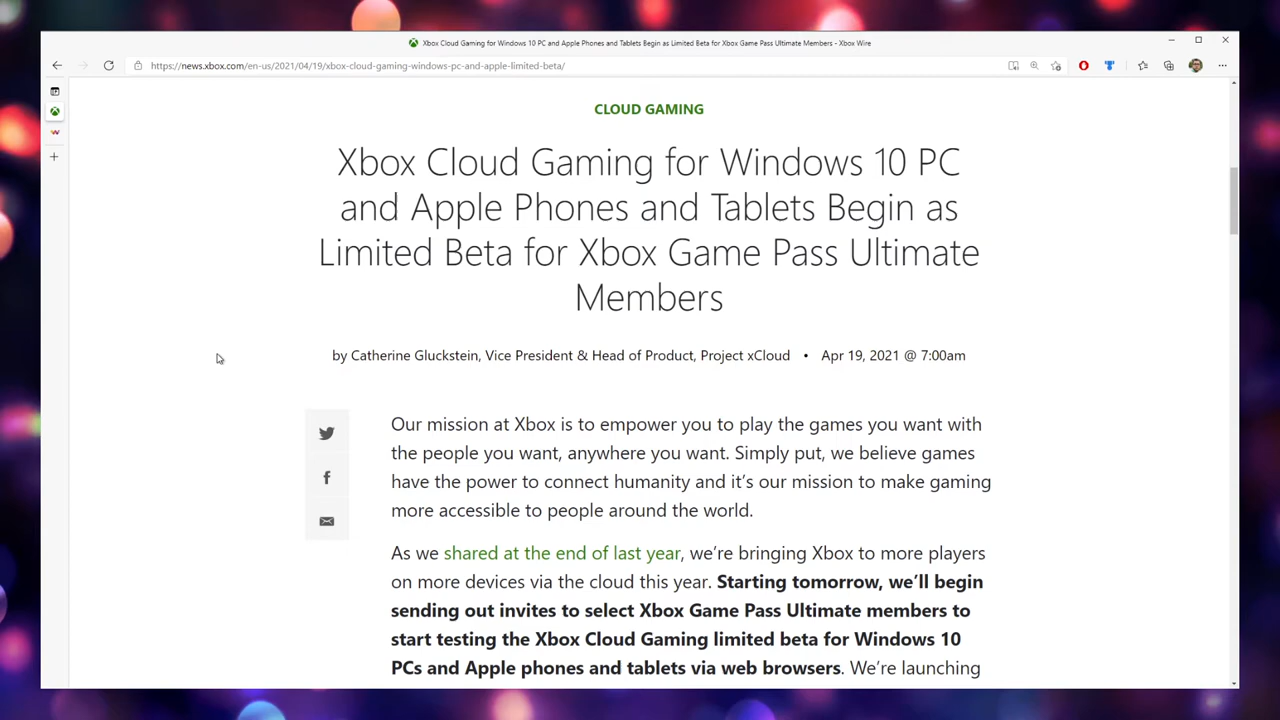 Xbox Cloud Gaming for Windows 10 PC and Apple Phones and Tablets Begin as Limited Beta for Xbox Game Pass Ultimate Members - Xbox Wire
https://news.xbox.com/en-us/2021/04/19/xbox-cloud-gaming-windows-pc-and-apple-limited-beta/
CLOUD GAMING
Xbox Cloud Gaming for Windows 10 PC
and Apple Phones and Tablets Begin as
Limited Beta for Xbox Game Pass Ultimate
Members
by Catherine Gluckstein, Vice President & Head of Product, Project xCloud • Apr 19, 2021 @ 7:00am
Our mission at Xbox is to empower you to play the games you want with
the people you want, anywhere you want. Simply put, we believe games
have the power to connect humanity and it's our mission to make gaming
more accessible to people around the world.
As we shared at the end of last year, we're bringing Xbox to more players
on more devices via the cloud this year. Starting tomorrow, we'll begin
sending out invites to select Xbox Game Pass Ultimate members to
start testing the Xbox Cloud Gaming limited beta for Windows 10
PCs and Apple phones and tablets via web browsers. We're launching